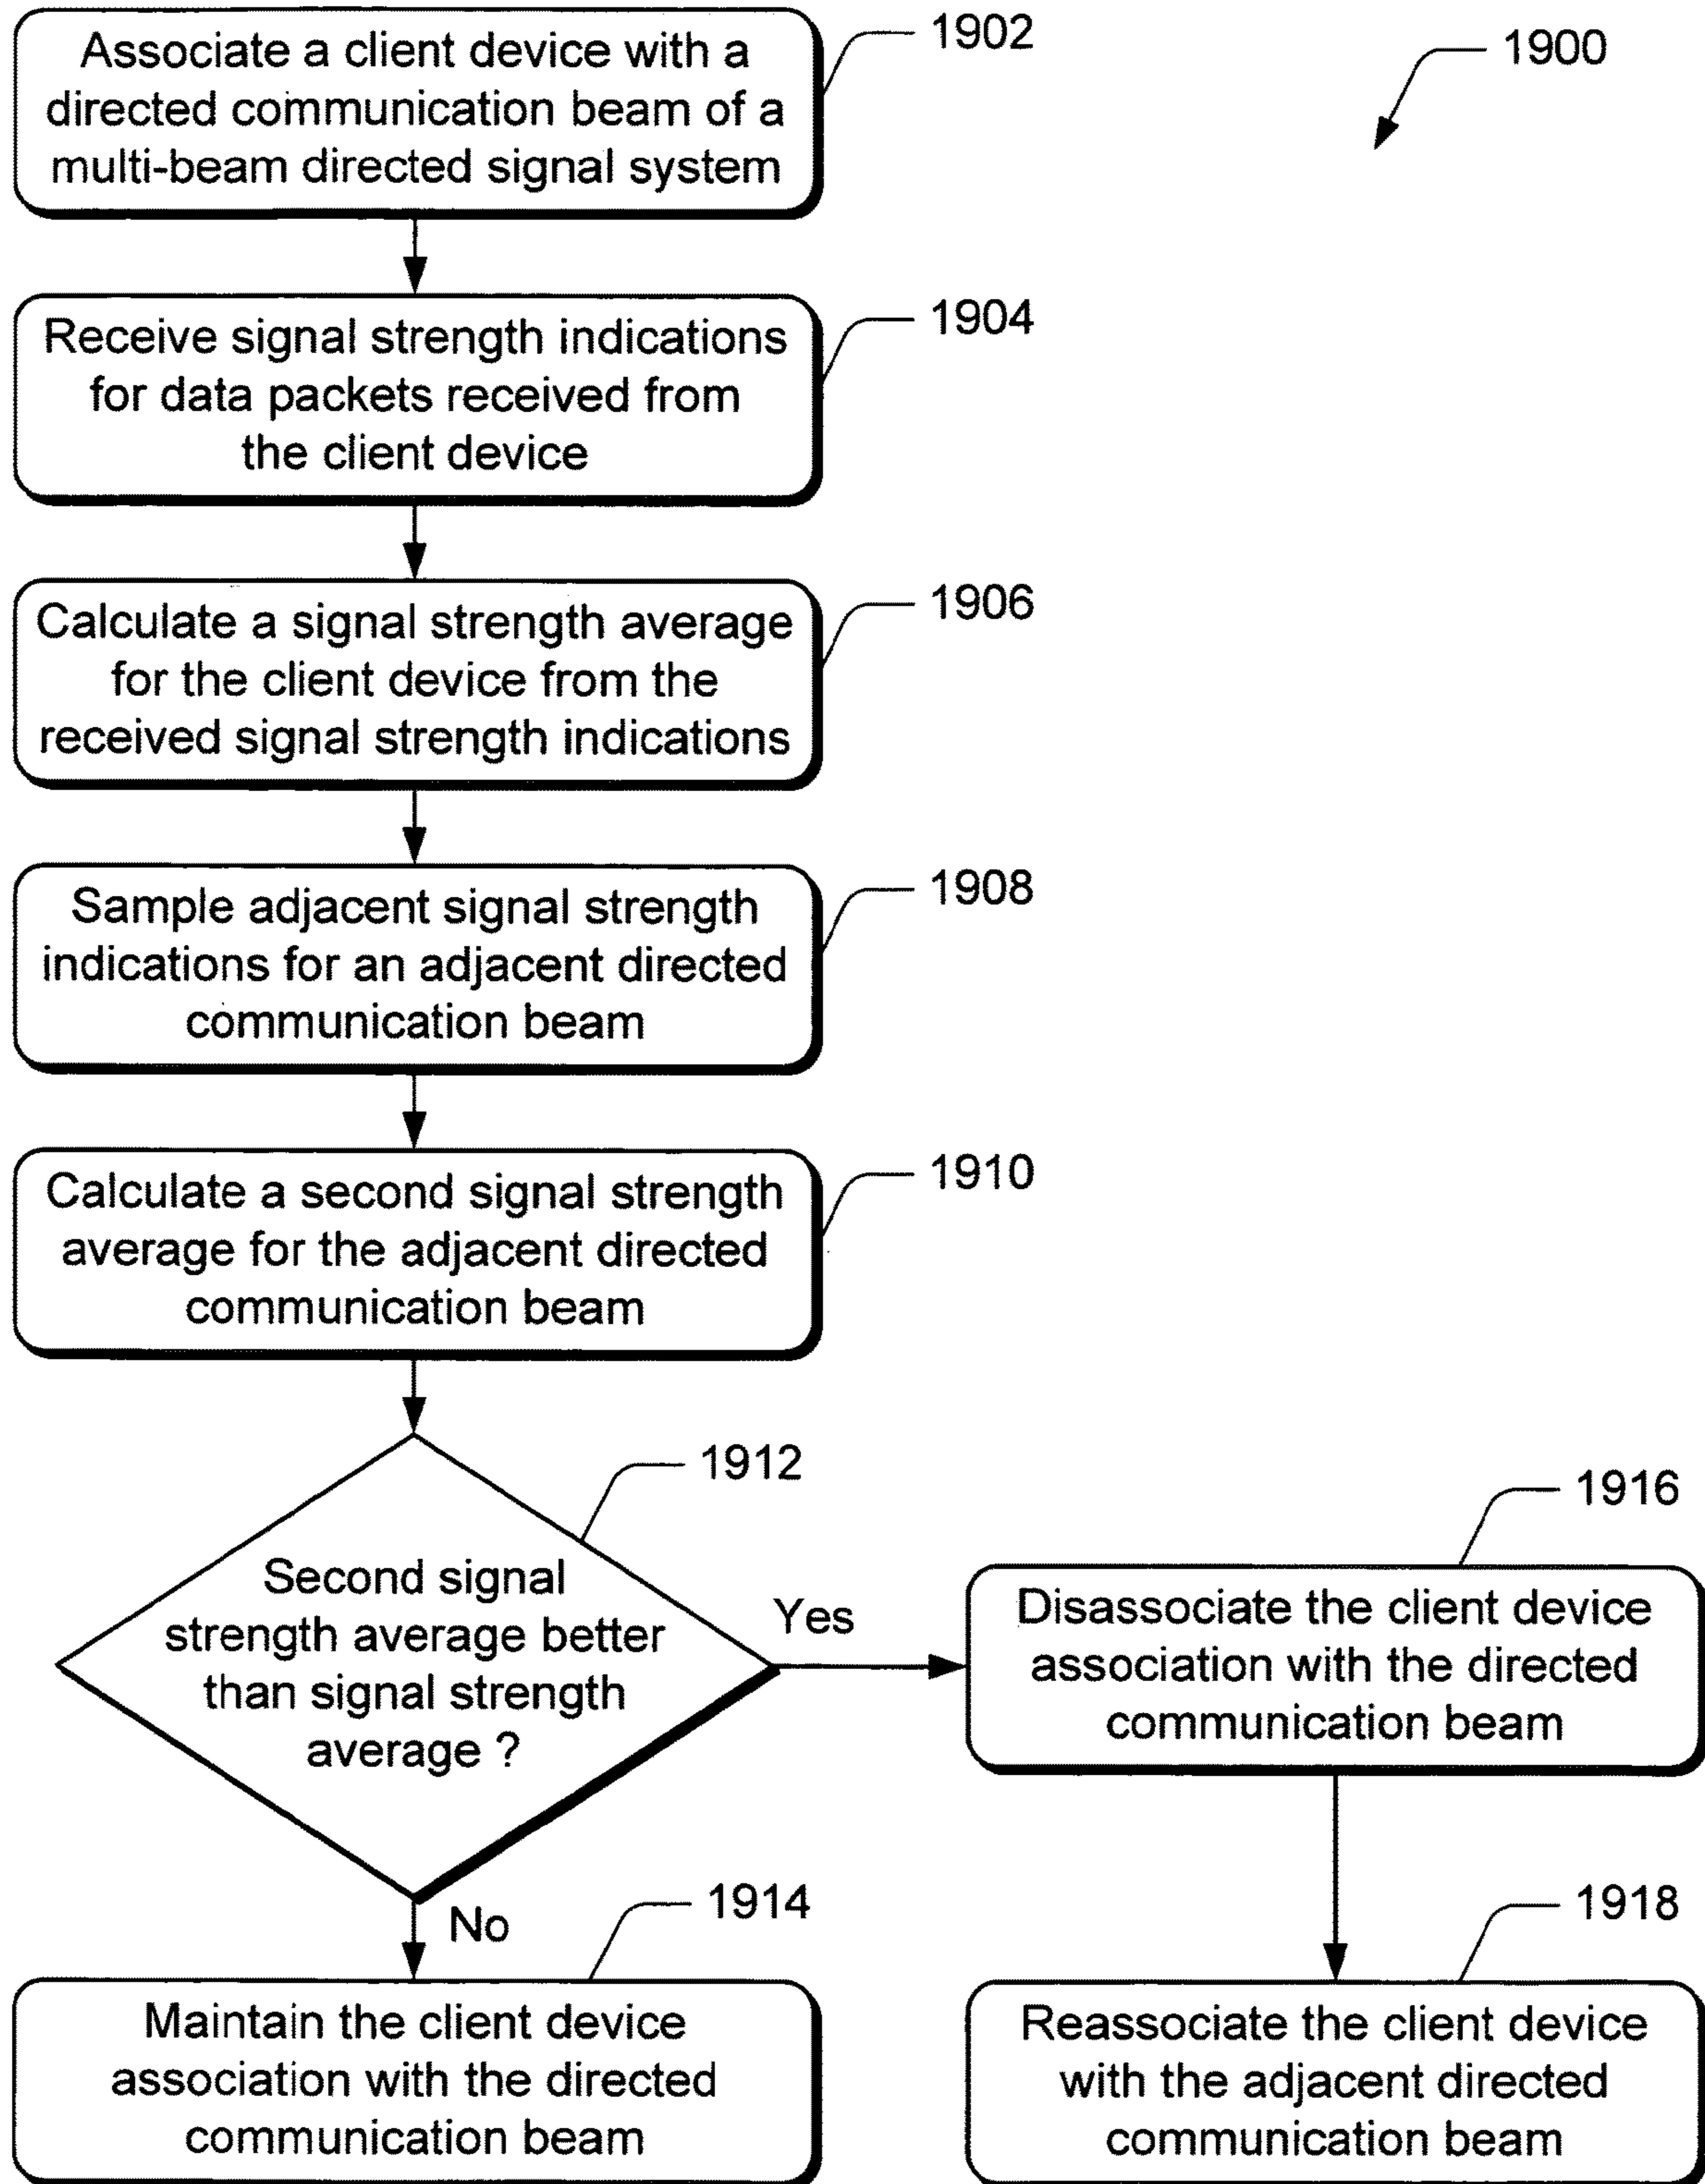 Associate a client device with a
directed communication beam of a
multi-beam directed signal system
1902
1900
Receive signal strength indications
for data packets received from
the client device
1904
Calculate a signal strength average
for the client device from the
received signal strength indications
1906
Sample adjacent signal strength
indications for an adjacent directed
communication beam
1908
Calculate a second signal strength
average for the adjacent directed
communication beam
1910
Second signal
strength average better
than signal strength
average ?
1912
Yes
No
Disassociate the client device
association with the directed
communication beam
1916
Maintain the client device
association with the directed
communication beam
1914
Reassociate the client device
with the adjacent directed
communication beam
1918